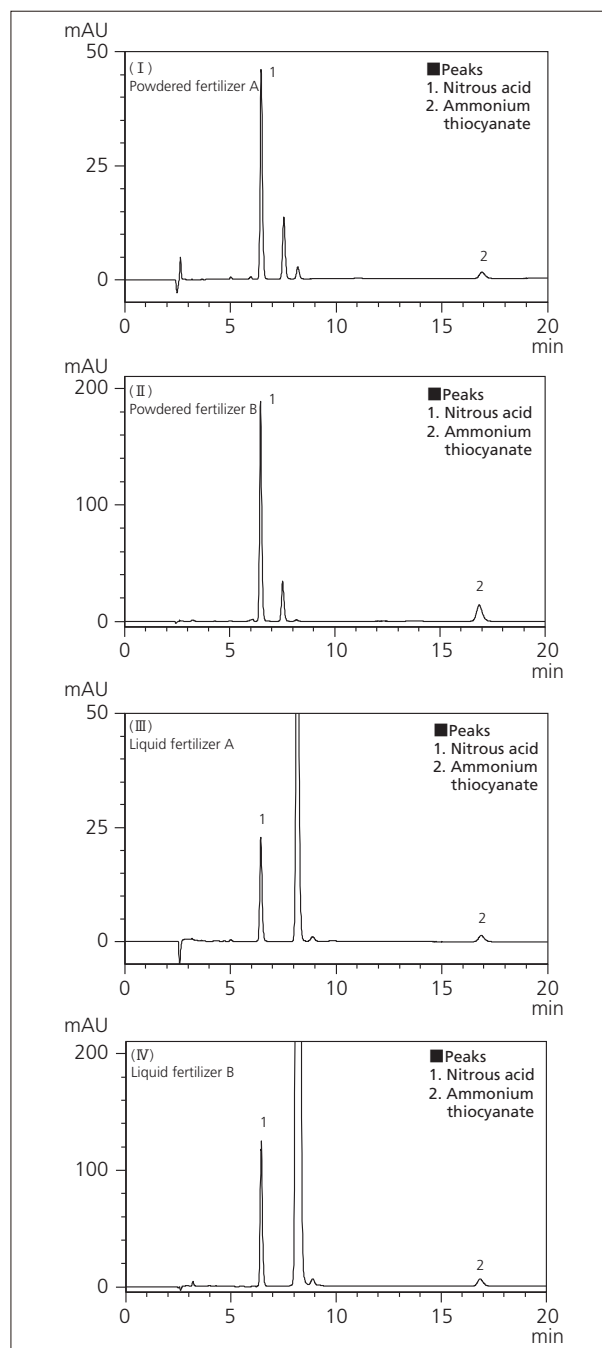 mAU
50
(Ⅰ)
Powdered fertilizer A
1
■Peaks
1. Nitrous acid
2. Ammonium
thiocyanate
25
2
0
0 5 10 15 20
min
mAU
200
(Ⅱ)
Powdered fertilizer B
1
■Peaks
1. Nitrous acid
2. Ammonium
thiocyanate
100
2
0
0 5 10 15 20
min
mAU
50
(Ⅲ)
Liquid fertilizer A
■Peaks
1. Nitrous acid
2. Ammonium
thiocyanate
25
1
2
0
0 5 10 15 20
min
mAU
200
(Ⅳ)
Liquid fertilizer B
■Peaks
1. Nitrous acid
2. Ammonium
thiocyanate
1
100
2
0
0 5 10 15 20
min